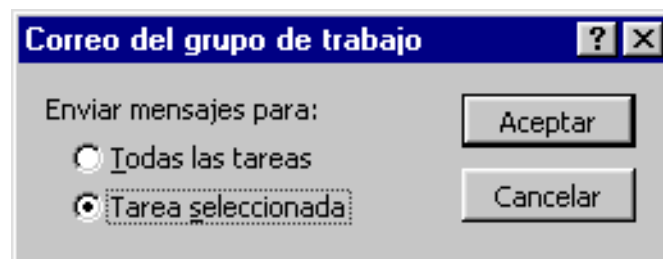 Correo del grupo de trabajo
Enviar mensajes para:
Todas las tareas
Tarea seleccionada
Aceptar
Cancelar